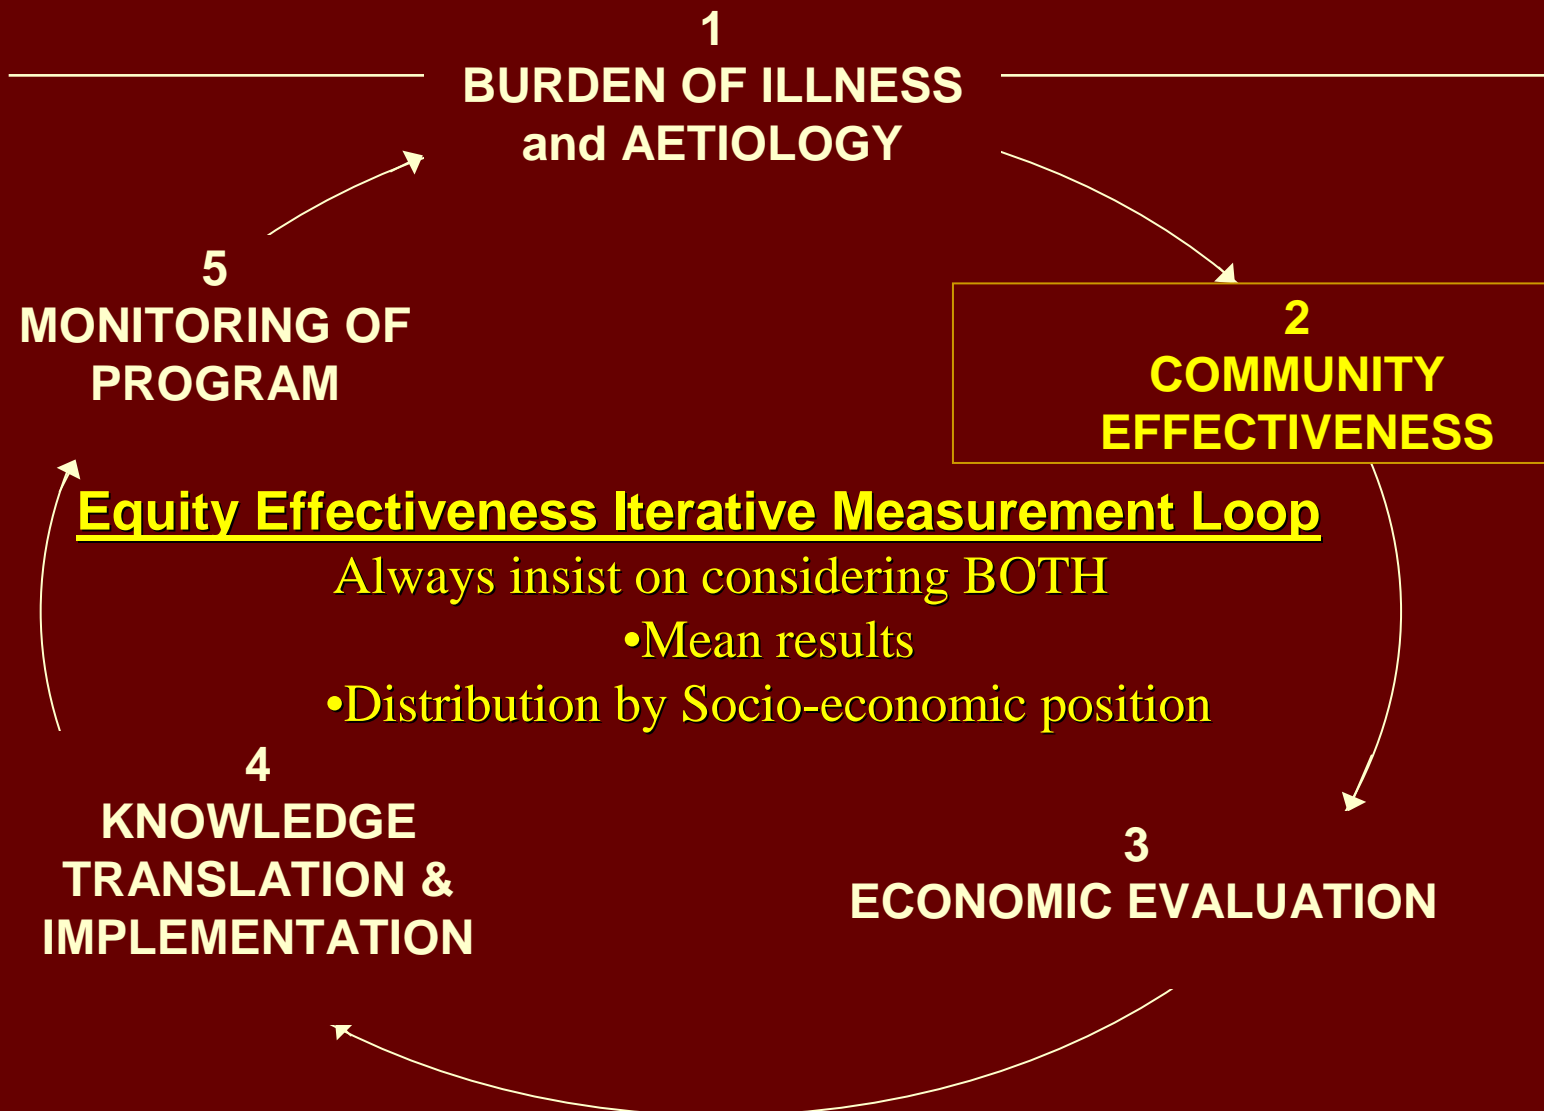 1
BURDEN OF ILLNESS
and AETIOLOGY
2
COMMUNITY
EFFECTIVENESS
3
ECONOMIC EVALUATION
4
KNOWLEDGE
TRANSLATION &
IMPLEMENTATION
5
MONITORING OF
PROGRAM
Equity Effectiveness Iterative Measurement Loop
Always insist on considering BOTH
•Mean results
•Distribution by Socio-economic position